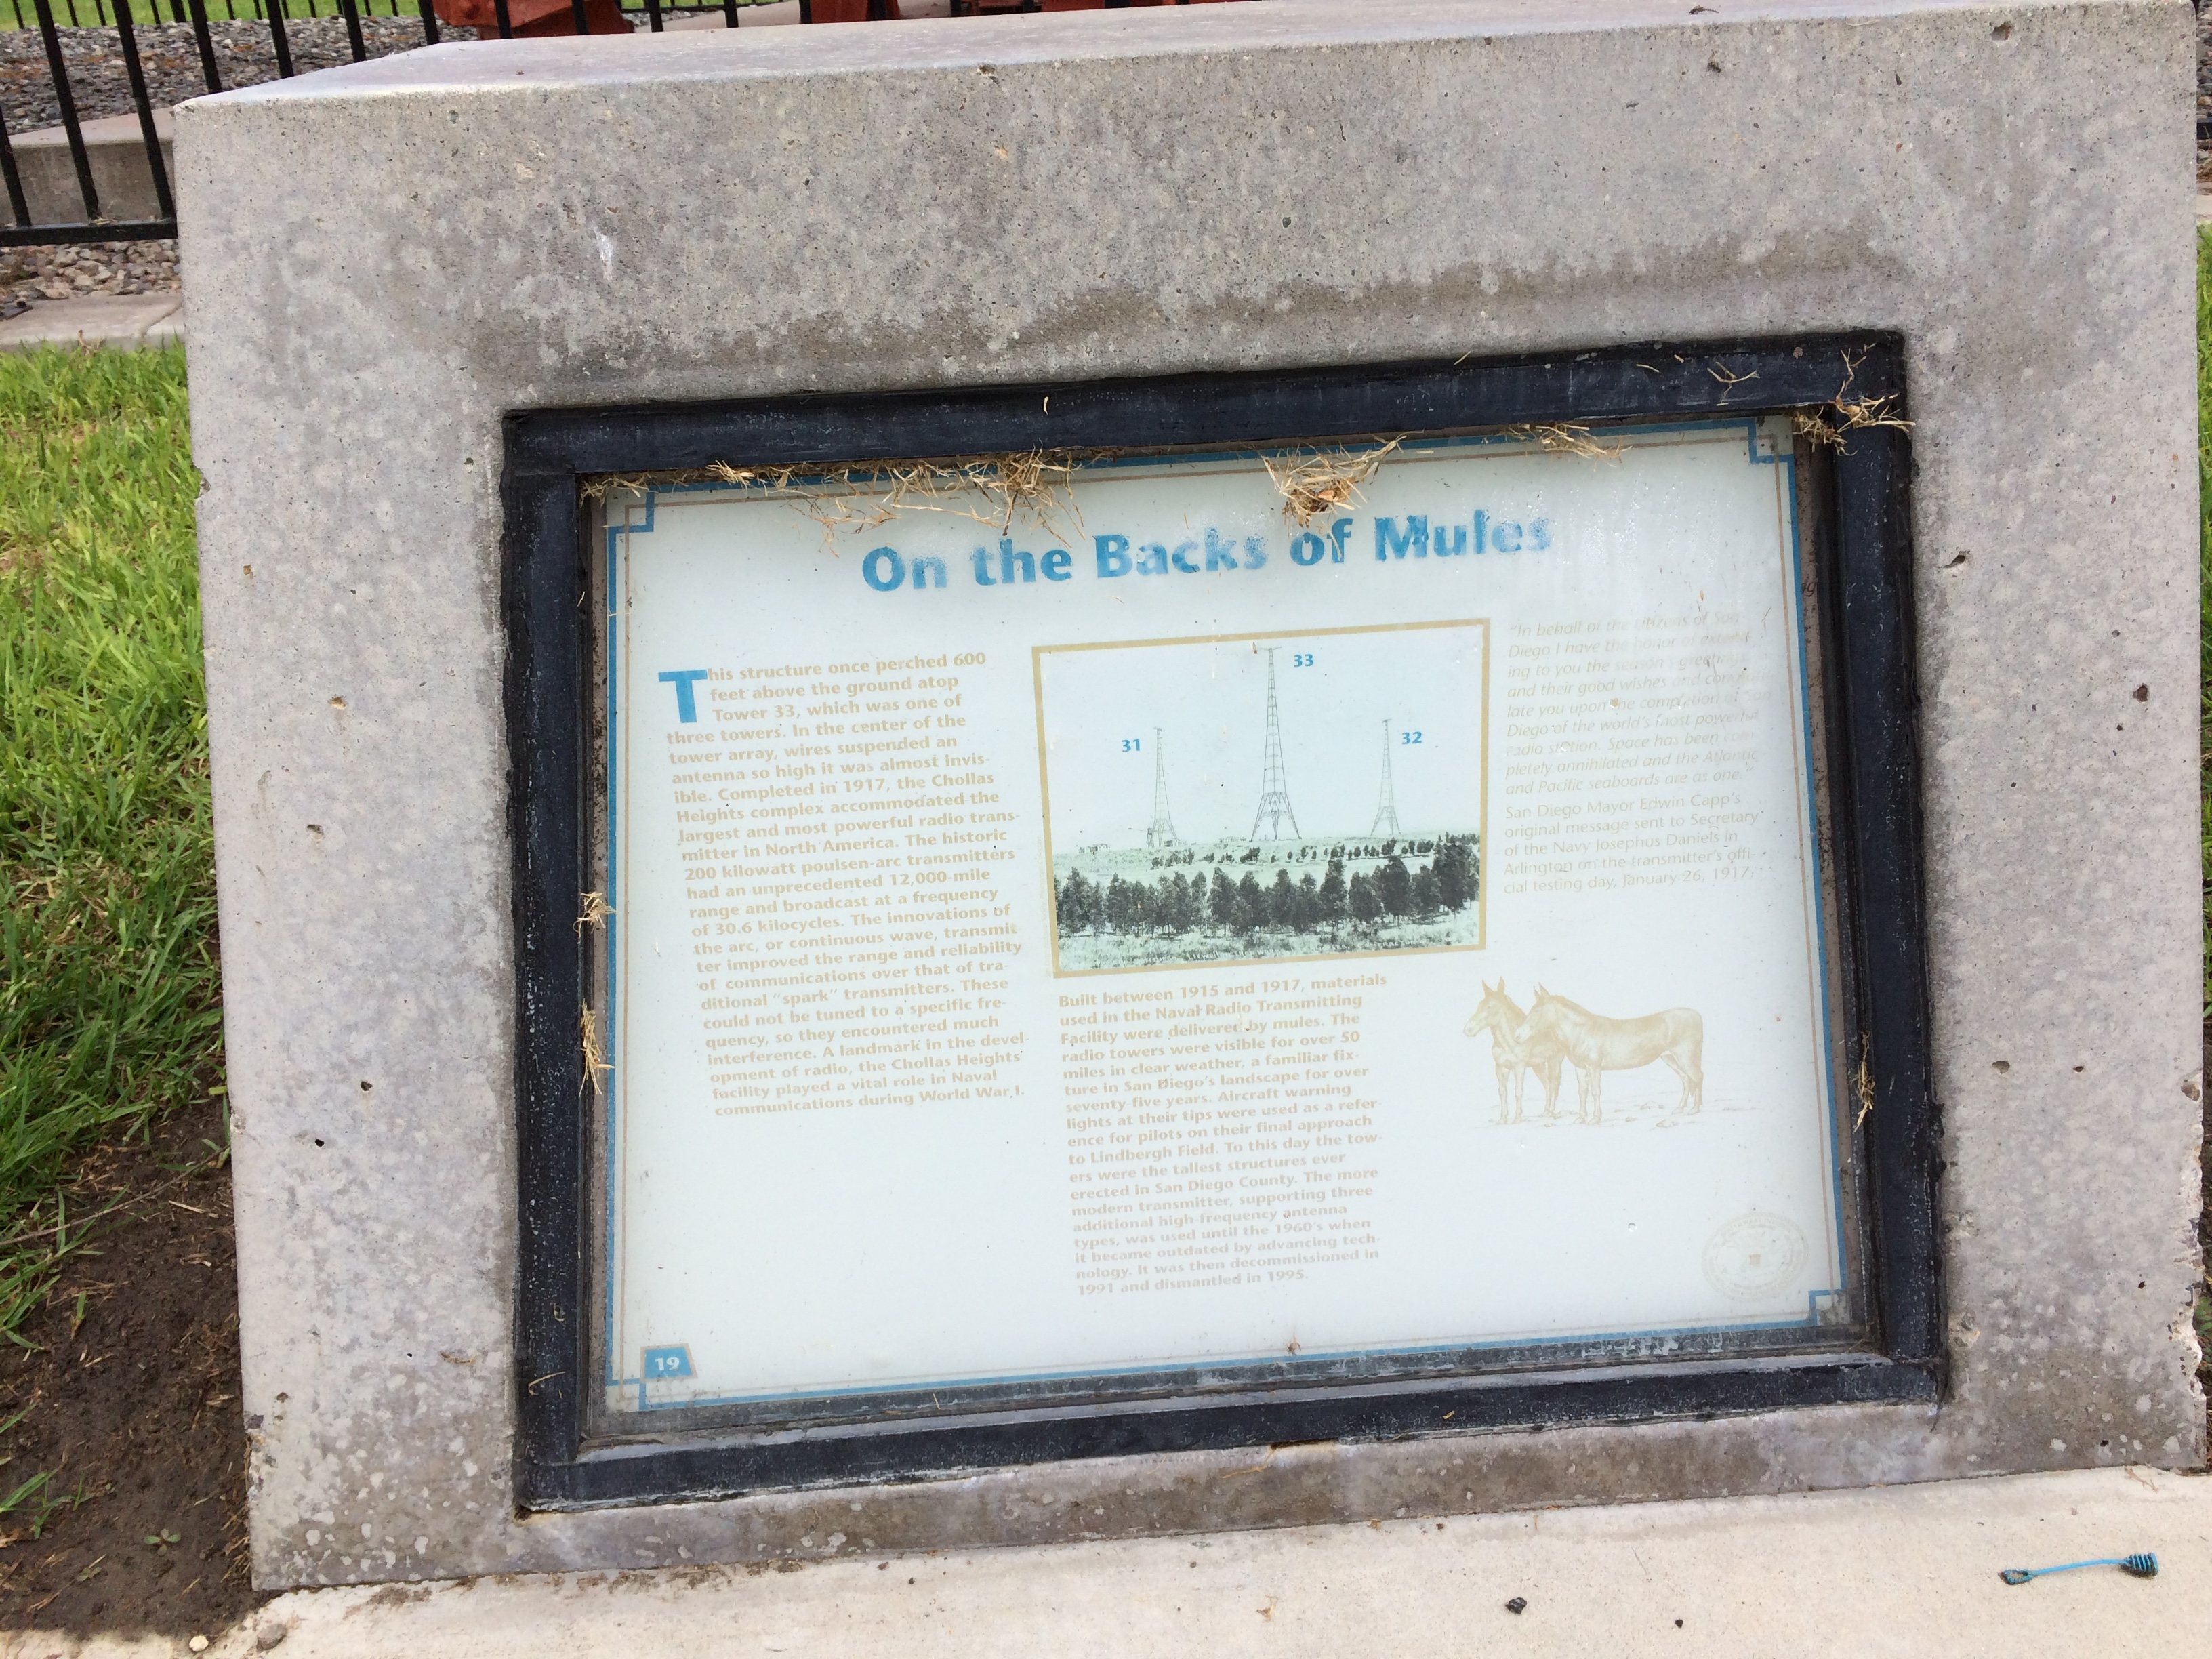 On the Backs of Mules
This structure once perched 600
feet above the ground atop
Tower 33, which was one of
three towers. In the center of the
tower array, wires suspended an
antenna so high it was almost invis-
ible. Completed in 1917, the Chollas
Heights complex accommodated the
largest and most powerful radio trans-
mitter in North America. The historic
200 kilowatt poulsen-arc transmitters
had an unprecedented 12,000-mile
range and broadcast at a frequency
of 30.6 kilocycles. The innovations of
the arc, or continuous wave, transmit-
ter improved the range and reliability
of communications over that of tra-
ditional "spark" transmitters. These
could not be tuned to a specific fre-
quency, so they encountered much
interference. A landmark in the devel-
opment of radio, the Chollas Heights
facility played a vital role in Naval
communications during World War I.
33
31
32
Built between 1915 and 1917, materials
used in the Naval Radio Transmitting
Facility were delivered by mules. The
radio towers were visible for over 50
miles in clear weather, a familiar fix-
ture in San Diego's landscape for over
seventy-five years. Aircraft warning
lights at their tips were used as a refer-
ence for pilots on their final approach
to Lindbergh Field. To this day the tow-
ers were the tallest structures ever
erected in San Diego County. The more
modern transmitter, supporting three
additional high frequency antenna
types, was used until the 1960's when
it became outdated by advancing tech-
nology. It was then decommissioned in
1991 and dismantled in 1995.
"In behalf of the citizens of San
Diego I have the honor of extend-
ing to you the season's greetings
and their good wishes and
late you upon the completion at San
Diego of the world's most powerful
radio station. Space has been com-
pletely annihilated and the Atlantic
and Pacific seaboards are as one."
San Diego Mayor Edwin Capp's
original message sent to Secretary
of the Navy Josephus Daniels in
Arlington on the transmitter's offi-
cial testing day, January 26, 1917.
19